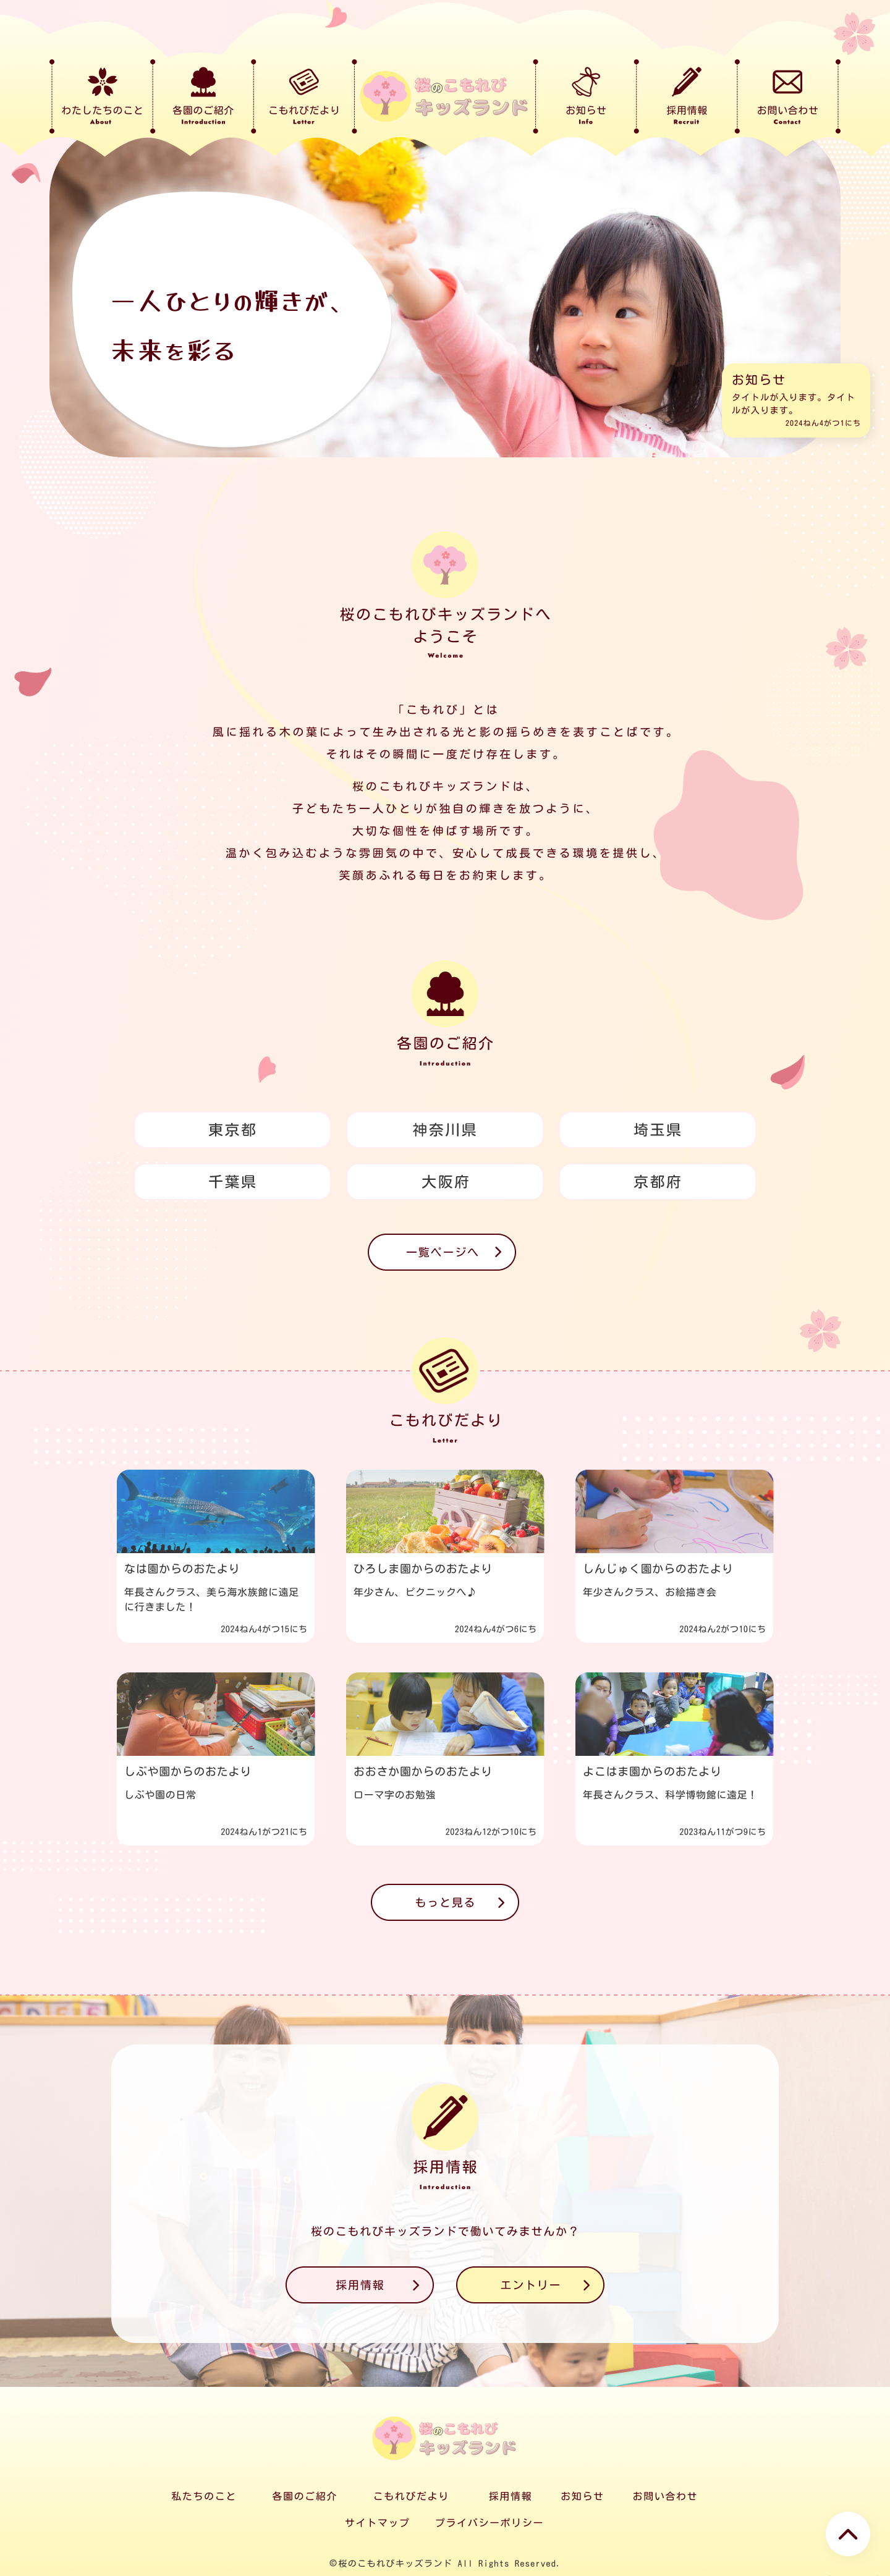 わたしたちのこと
About
各園のご紹介
Introduction
こもれびだより
Letter
桜のこもれび
キッズランド
お知らせ
Info
採用情報
Recruit
お問い合わせ
Contact
一人ひとりの輝きが、
未来を彩る
お知らせ
タイトルが入ります。タイト
ルが入ります。
2024ねん4がつ1にち
桜のこもれびキッズランドへ
ようこそ
Welcome
「こもれび」とは
風に揺れる木の葉によって生み出される光と影の揺らめきを表すことばです。
それはその瞬間に一度だけ存在します。
桜のこもれびキッズランドは、
子どもたち一人ひとりが独自の輝きを放つように、
大切な個性を伸ばす場所です。
温かく包み込むような雰囲気の中で、安心して成長できる環境を提供し、
笑顔あふれる毎日をお約束します。
各園のご紹介
Introduction
東京都
神奈川県
埼玉県
千葉県
大阪府
京都府
一覧ページへ
こもれびだより
Letter
なは園からのおたより
年長さんクラス、美ら海水族館に遠足
に行きました！
2024ねん4がつ15にち
ひろしま園からのおたより
年少さん、ピクニックへ♪
2024ねん4がつ6にち
しんじゅく園からのおたより
年少さんクラス、お絵描き会
2024ねん2がつ10にち
しぶや園からのおたより
しぶや園の日常
2024ねん1がつ21にち
おおさか園からのおたより
ローマ字のお勉強
2023ねん12がつ10にち
よこはま園からのおたより
年長さんクラス、科学博物館に遠足！
2023ねん11がつ9にち
もっと見る
採用情報
Introduction
桜のこもれびキッズランドで働いてみませんか？
採用情報
エントリー
桜のこもれび
キッズランド
私たちのこと
各園のご紹介
こもれびだより
採用情報
お知らせ
お問い合わせ
サイトマップ
プライバシーポリシー
©桜のこもれびキッズランド All Rights Reserved.